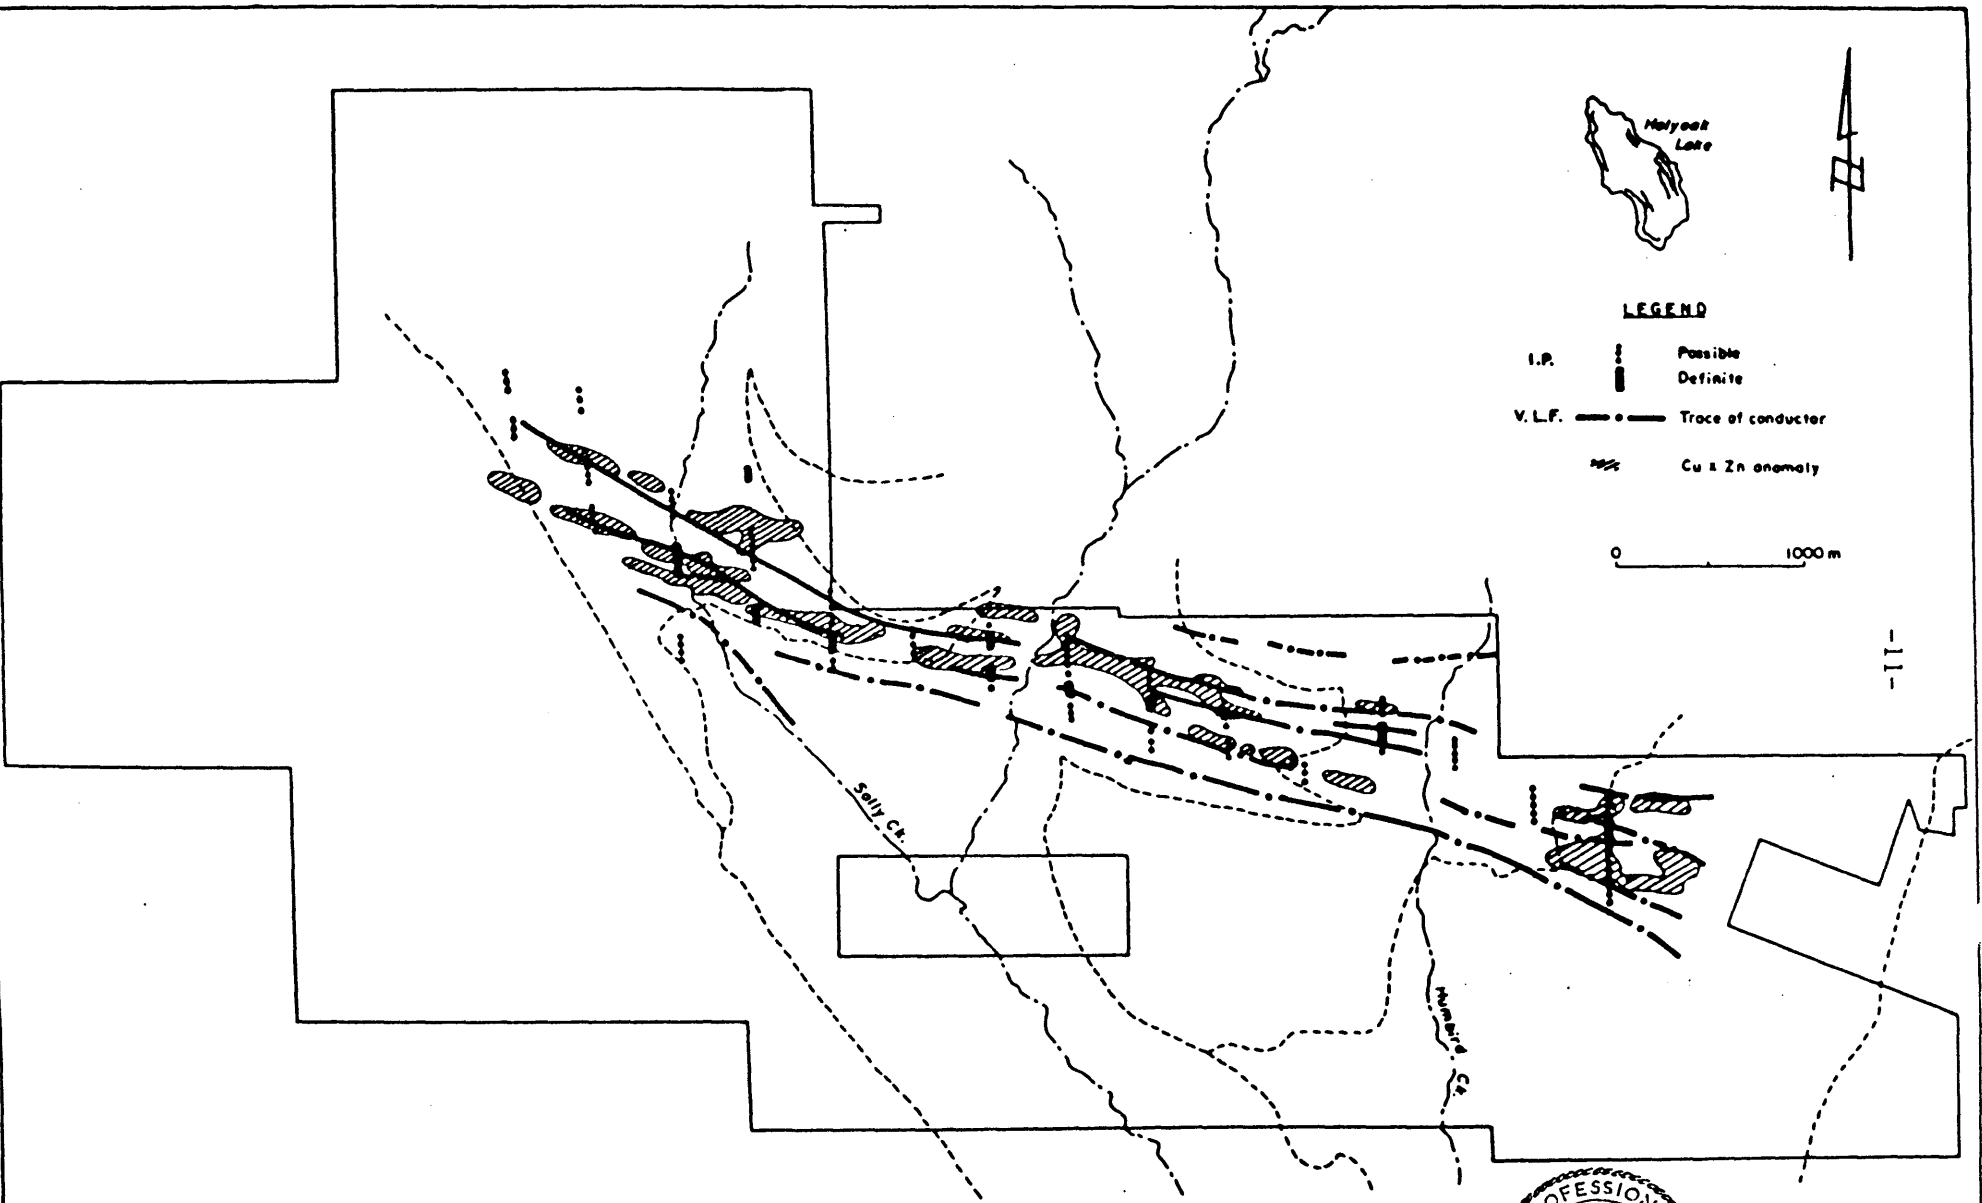 Holyoak
Lake
LEGEND
I.P.
Possible
Definite
V.L.F.
Trace of conductor
Cu ± Zn anomaly
0 1000 m
-11-
Sally Ck.
Humbird Ck.
OFESSION